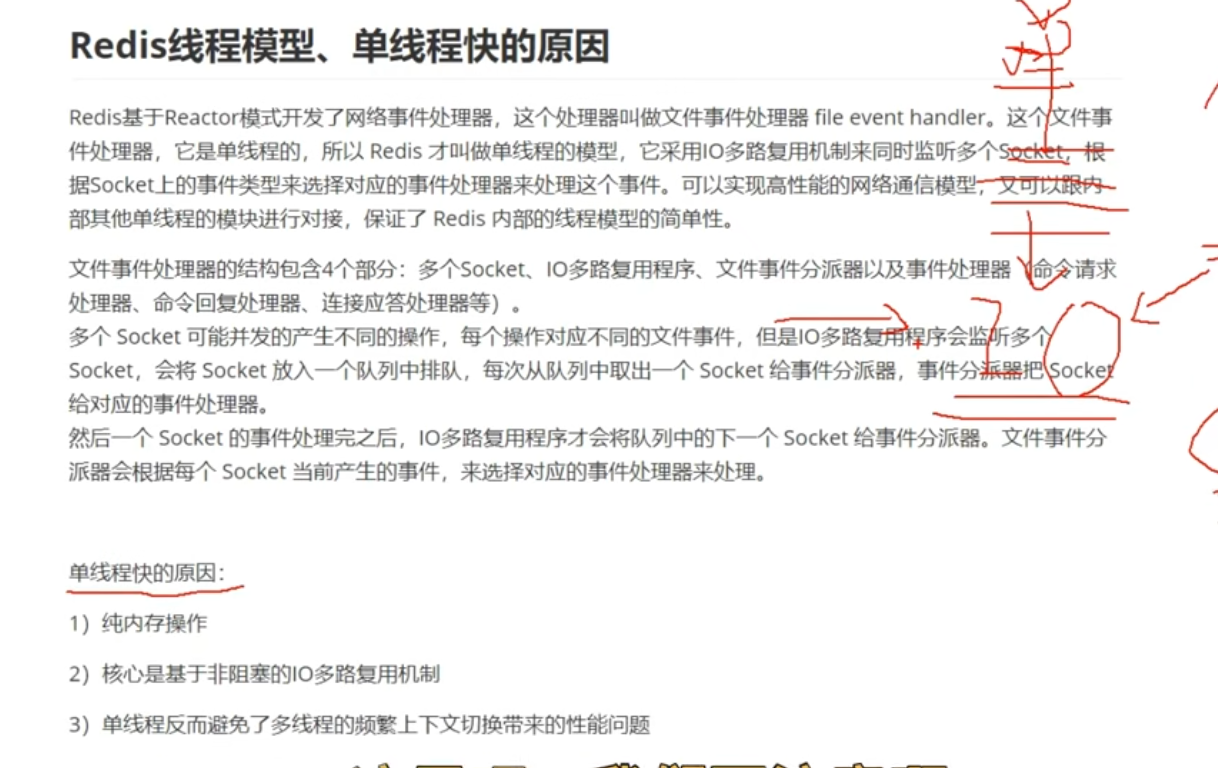 Redis线程模型、单线程快的原因
Redis基于Reactor模式开发了网络事件处理器，这个处理器叫做文件事件处理器 file event handler。这个文件事
件处理器，它是单线程的，所以 Redis 才叫做单线程的模型，它采用IO多路复用机制来同时监听多个Socket，根
据Socket上的事件类型来选择对应的事件处理器来处理这个事件。可以实现高性能的网络通信模型，又可以跟内
部其他单线程的模块进行对接，保证了 Redis 内部的线程模型的简单性。
文件事件处理器的结构包含4个部分：多个Socket、IO多路复用程序、文件事件分派器以及事件处理器（命令请求
处理器、命令回复处理器、连接应答处理器等）。
多个 Socket 可能并发的产生不同的操作，每个操作对应不同的文件事件，但是IO多路复用程序会监听多个
Socket，会将 Socket 放入一个队列中排队，每次从队列中取出一个 Socket 给事件分派器，事件分派器把 Socket
给对应的事件处理器。
然后一个 Socket 的事件处理完之后，IO多路复用程序才会将队列中的下一个 Socket 给事件分派器。文件事件分
派器会根据每个 Socket 当前产生的事件，来选择对应的事件处理器来处理。
单线程快的原因：
1）纯内存操作
2）核心是基于非阻塞的IO多路复用机制
3）单线程反而避免了多线程的频繁上下文切换带来的性能问题